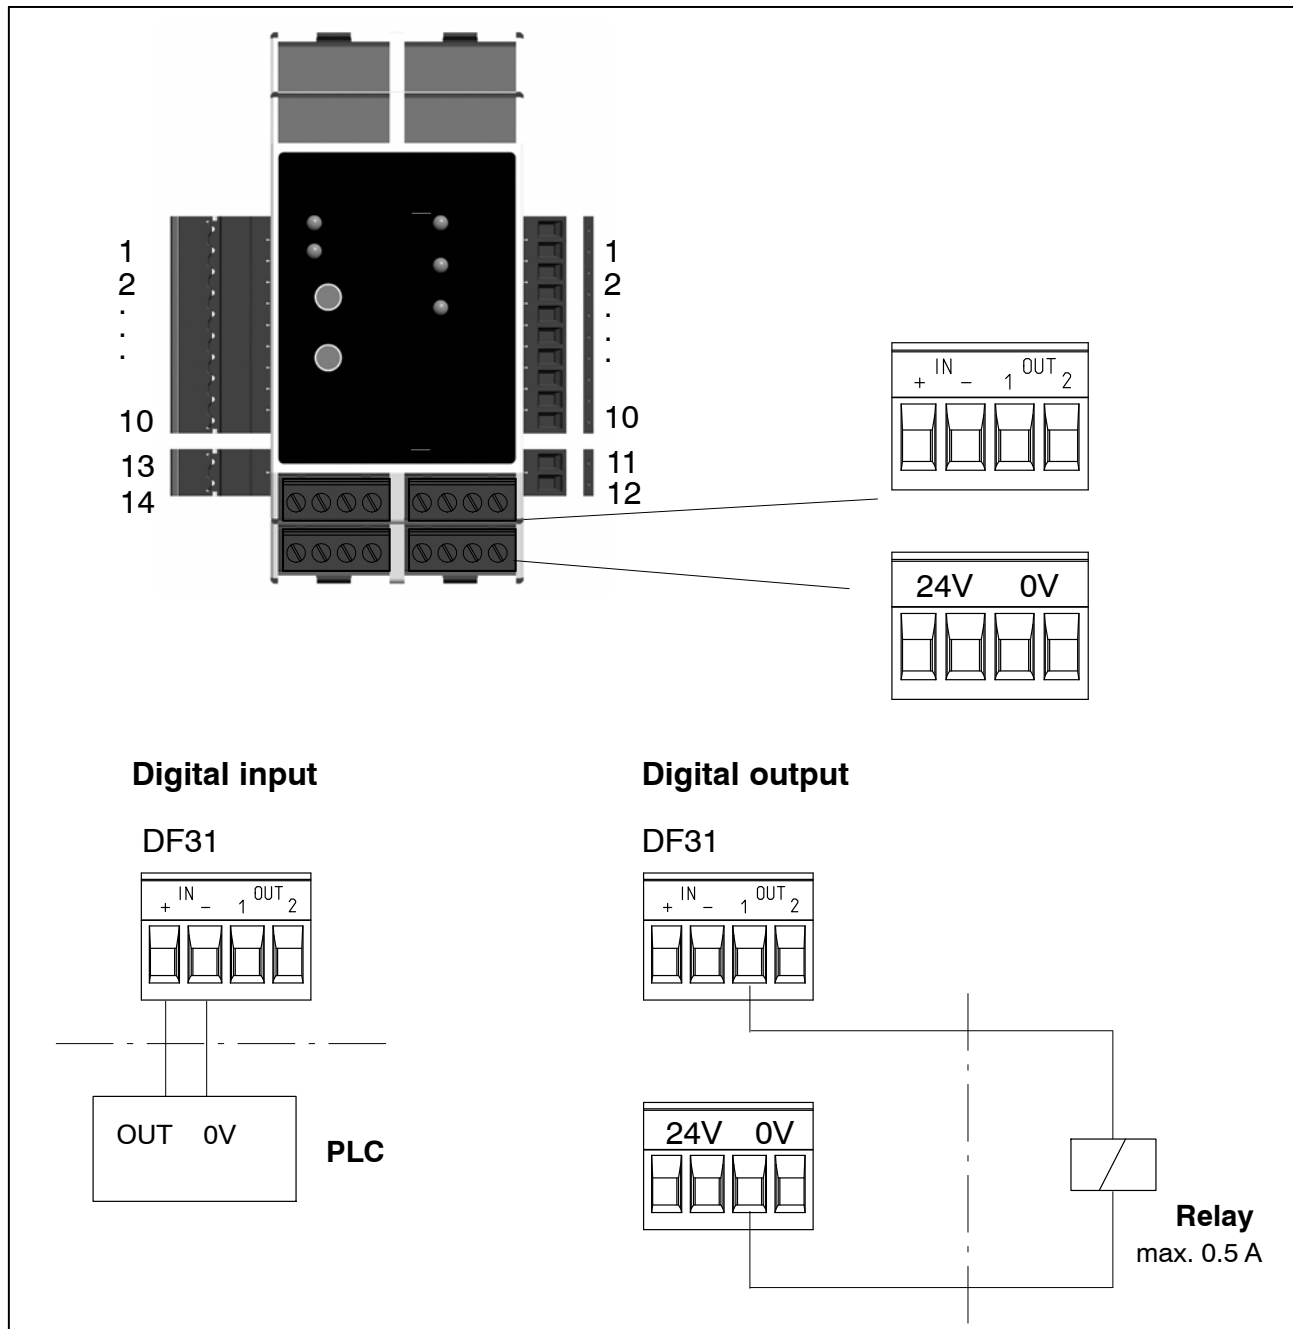 1
2
.
.
.
10
13
14
1
2
.
.
.
10
11
12
IN OUT
+ - 1 2
24V 0V
Digital input
DF31
IN OUT
+ - 1 2
OUT 0V
PLC
Digital output
DF31
IN OUT
+ - 1 2
24V 0V
Relay
max. 0.5 A